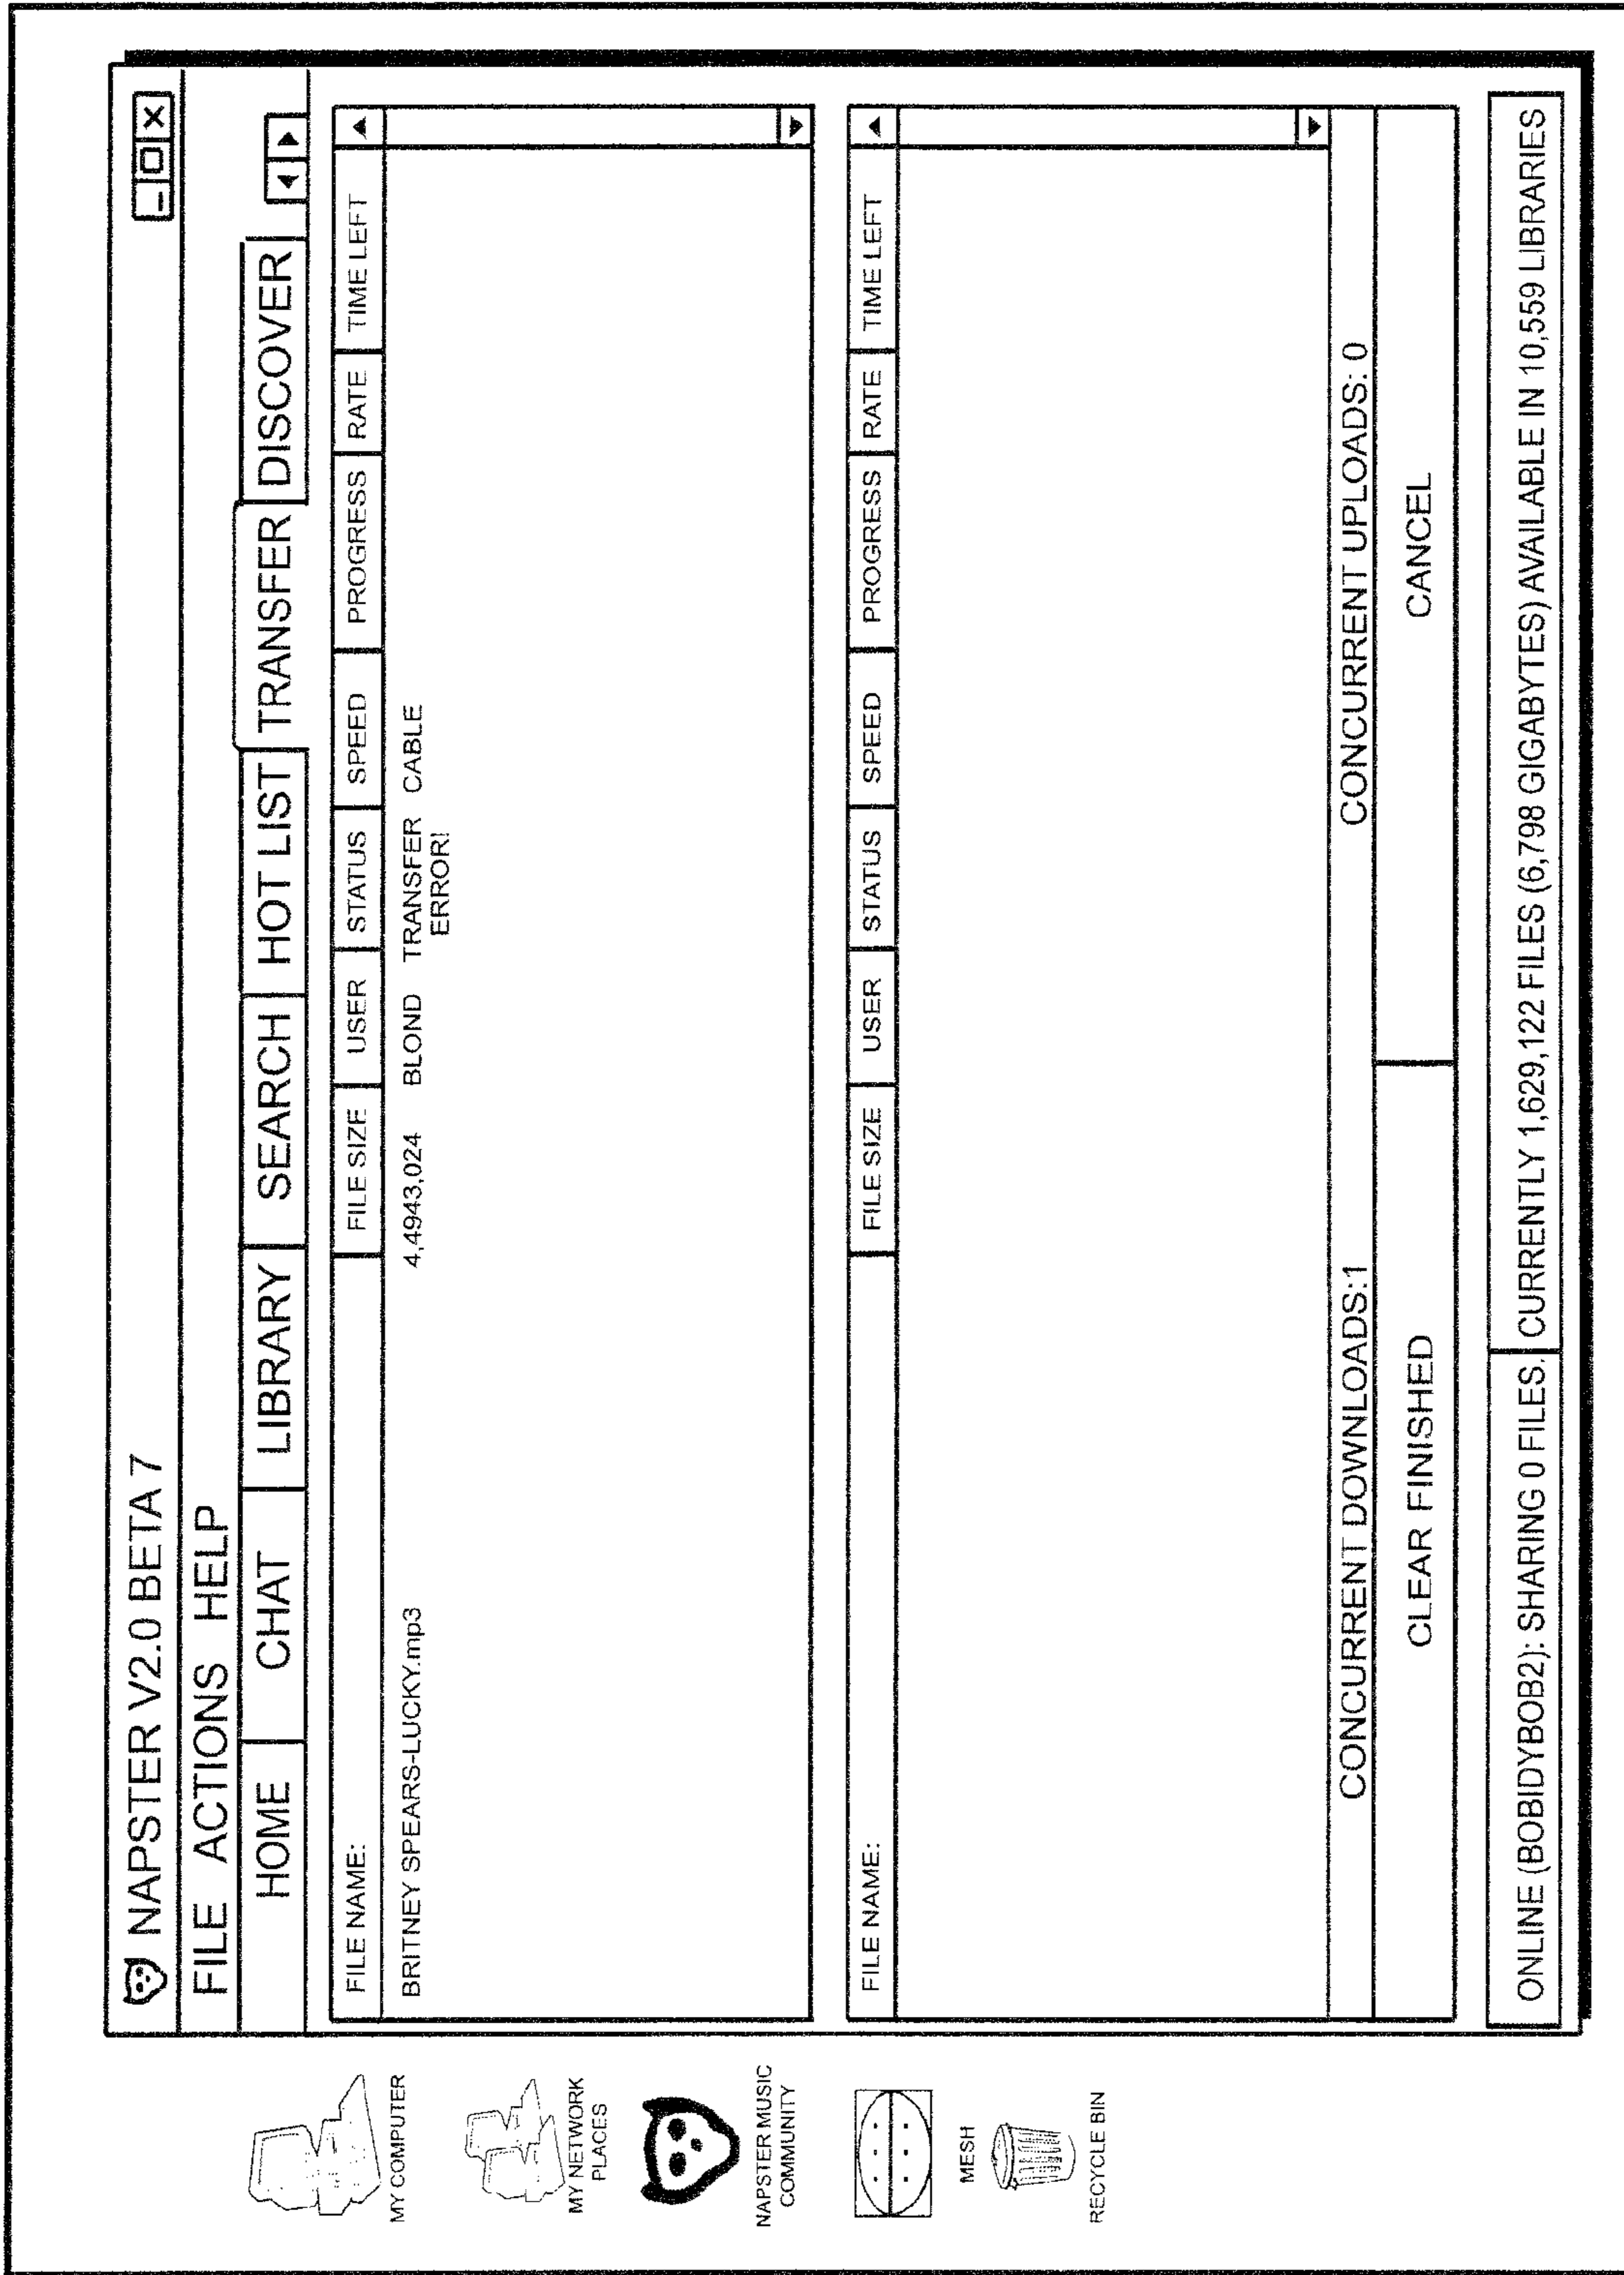 NAPSTER V2.0 BETA 7
FILE ACTIONS HELP
HOME CHAT LIBRARY SEARCH HOT LIST TRANSFER DISCOVER
FILE NAME: FILE SIZE USER STATUS SPEED PROGRESS RATE TIME LEFT
BRITNEY SPEARS-LUCKY.mp3 4,4943,024 BLOND TRANSFER CABLE
ERROR!
FILE NAME: FILE SIZE USER STATUS SPEED PROGRESS RATE TIME LEFT
CONCURRENT DOWNLOADS:1 CONCURRENT UPLOADS: 0
CLEAR FINISHED CANCEL
ONLINE (BOBIDYBOB2): SHARING 0 FILES. CURRENTLY 1,629,122 FILES (6,798 GIGABYTES) AVAILABLE IN 10,559 LIBRARIES
MY COMPUTER
MY NETWORK
PLACES
NAPSTER MUSIC
COMMUNITY
MESH
RECYCLE BIN